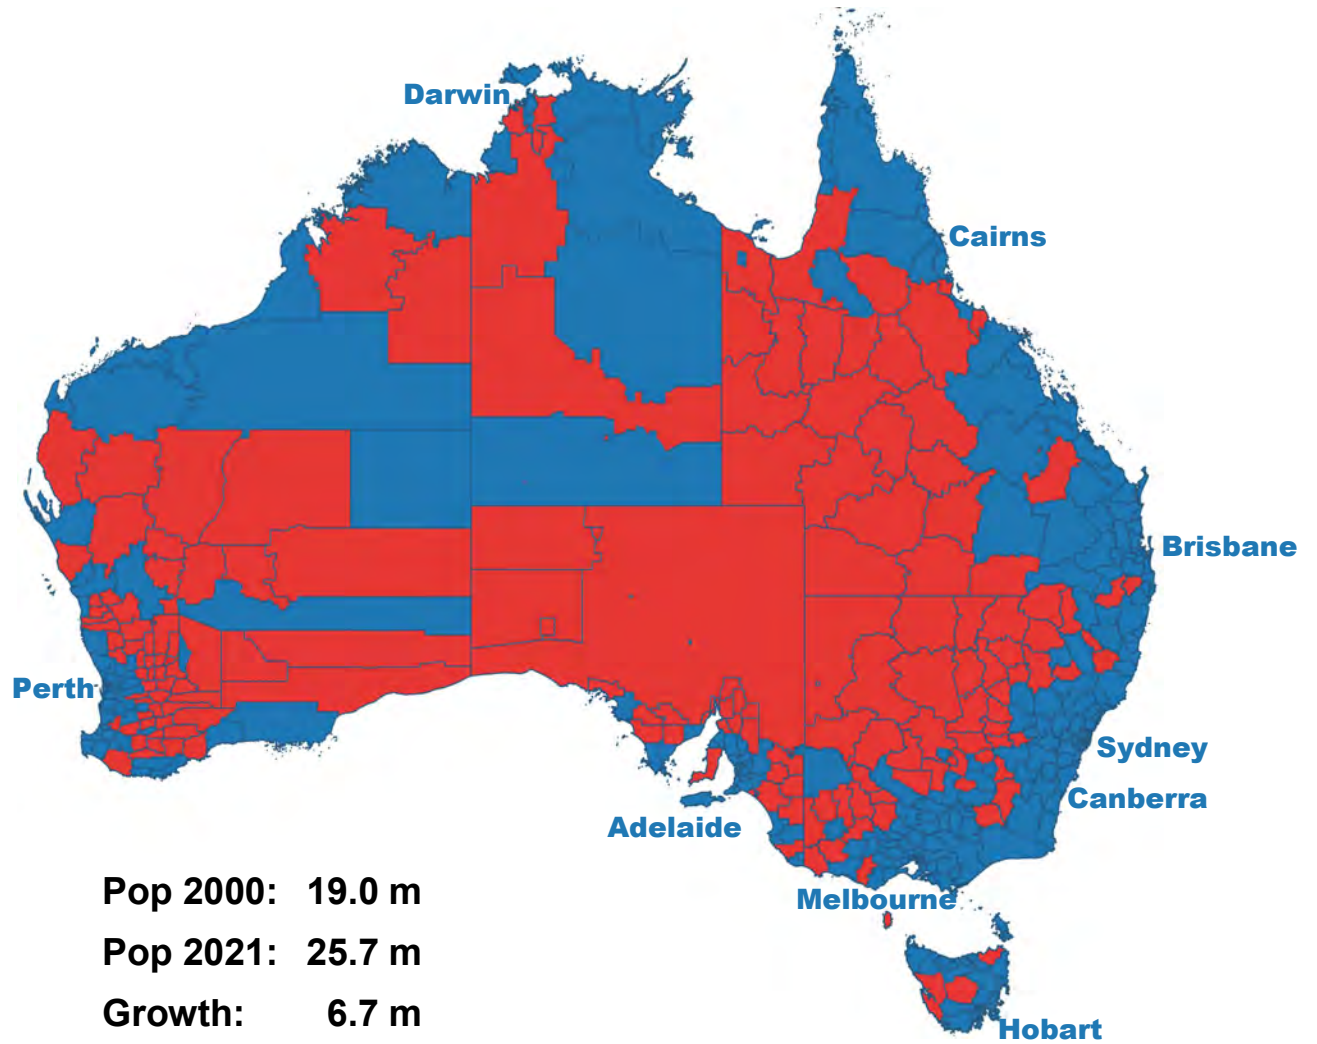 Darwin
Cairns
Brisbane
Perth
Sydney
Canberra
Adelaide
Melbourne
Hobart
Pop 2000: 19.0 m
Pop 2021: 25.7 m
Growth: 6.7 m